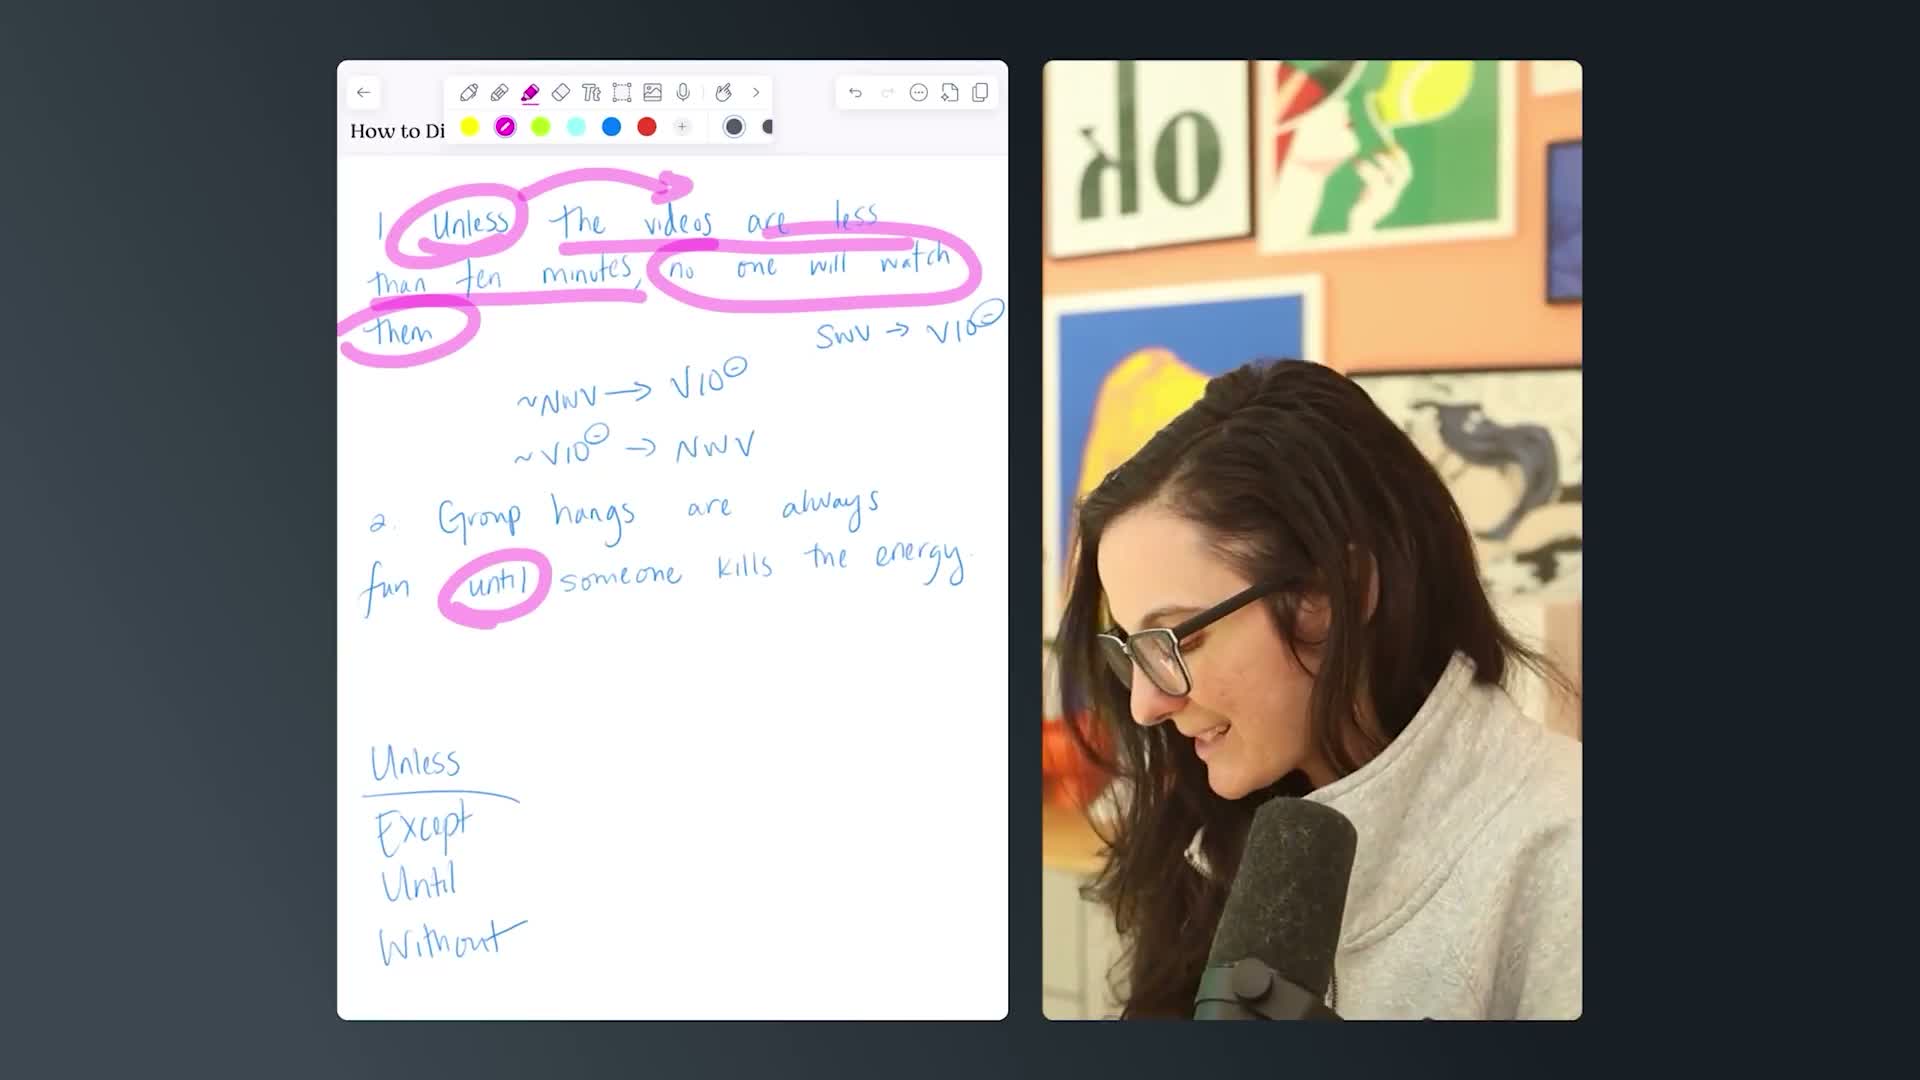 How to Di
1 Unless the videos are less
than ten minutes, no one will watch
them
SWV → V10⊖
~NWV → V10⊖
~V10⊖ → NWV
2. Group hangs are always
fun until someone kills the energy.
Unless
Except
Until
Without
OK